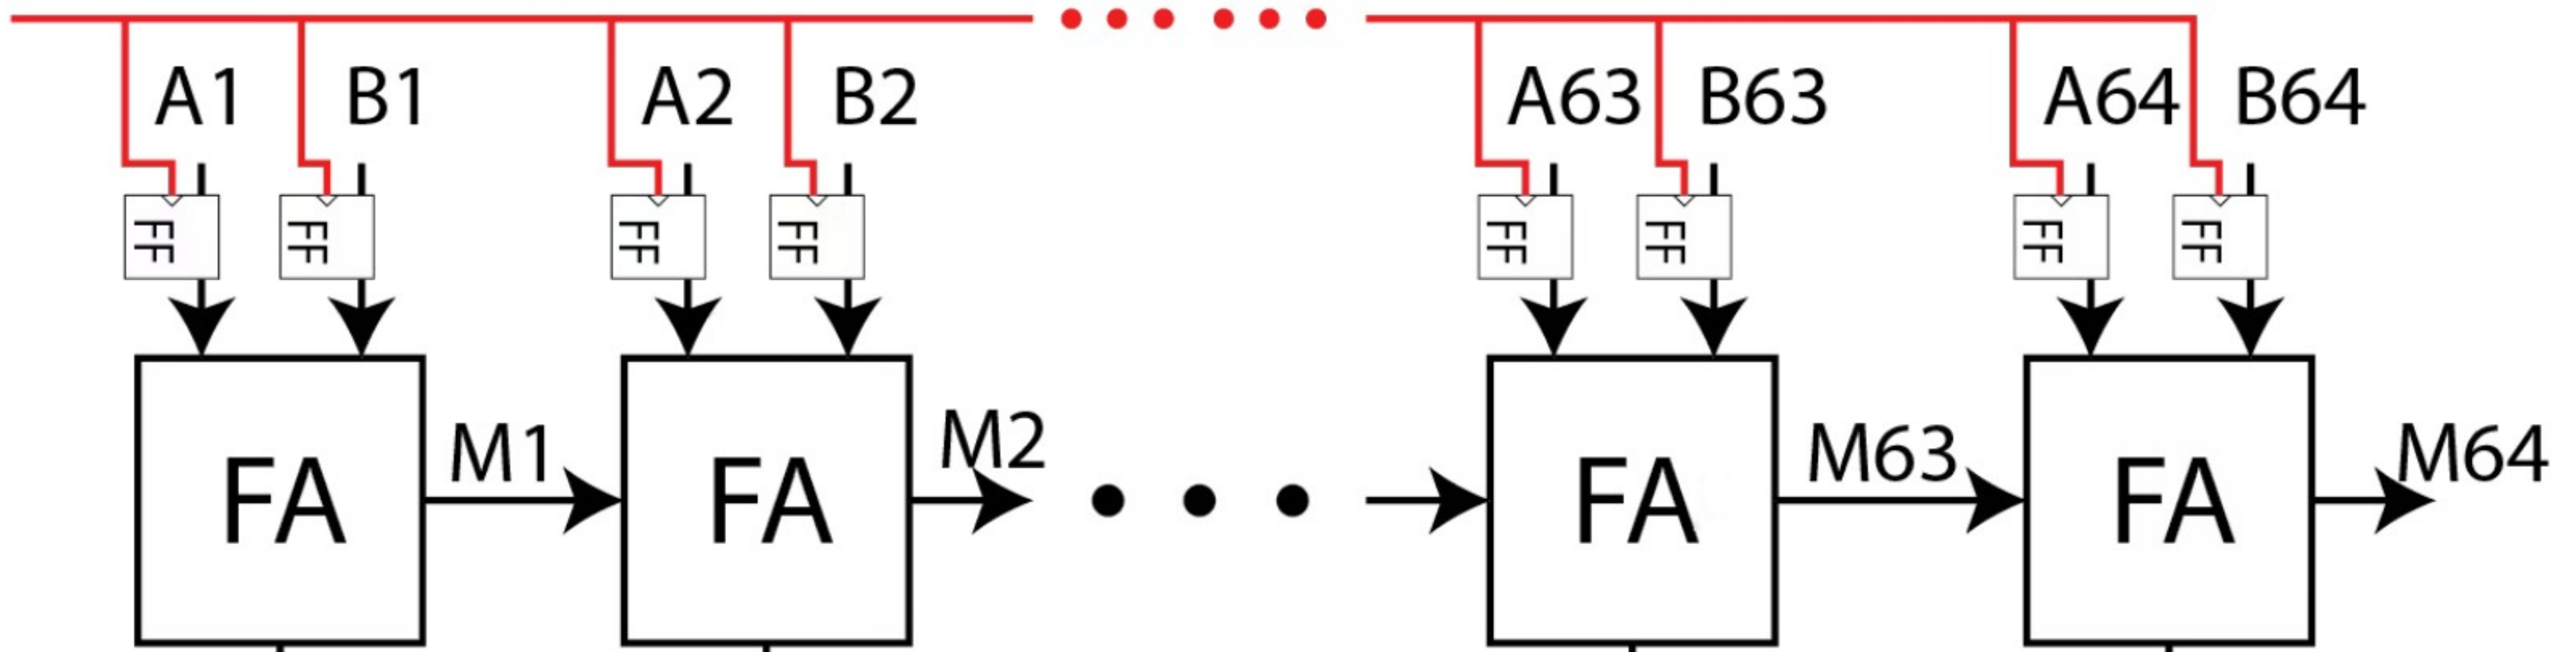 A1 B1 A2 B2 A63 B63 A64 B64
FF FF FF FF FF FF FF FF
M1 M2 M63 M64
FA FA FA FA